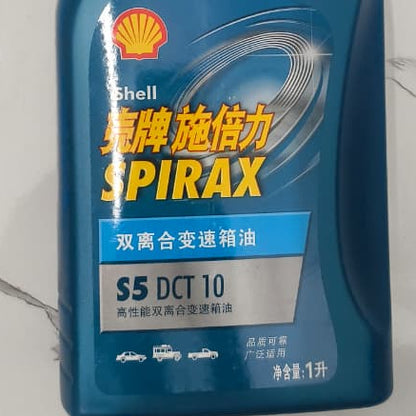 Shell
壳牌 施倍力
SPIRAX
双离合变速箱油
S5 DCT 10
高性能双离合变速箱油
品质可靠
广泛适用
净含量:1升